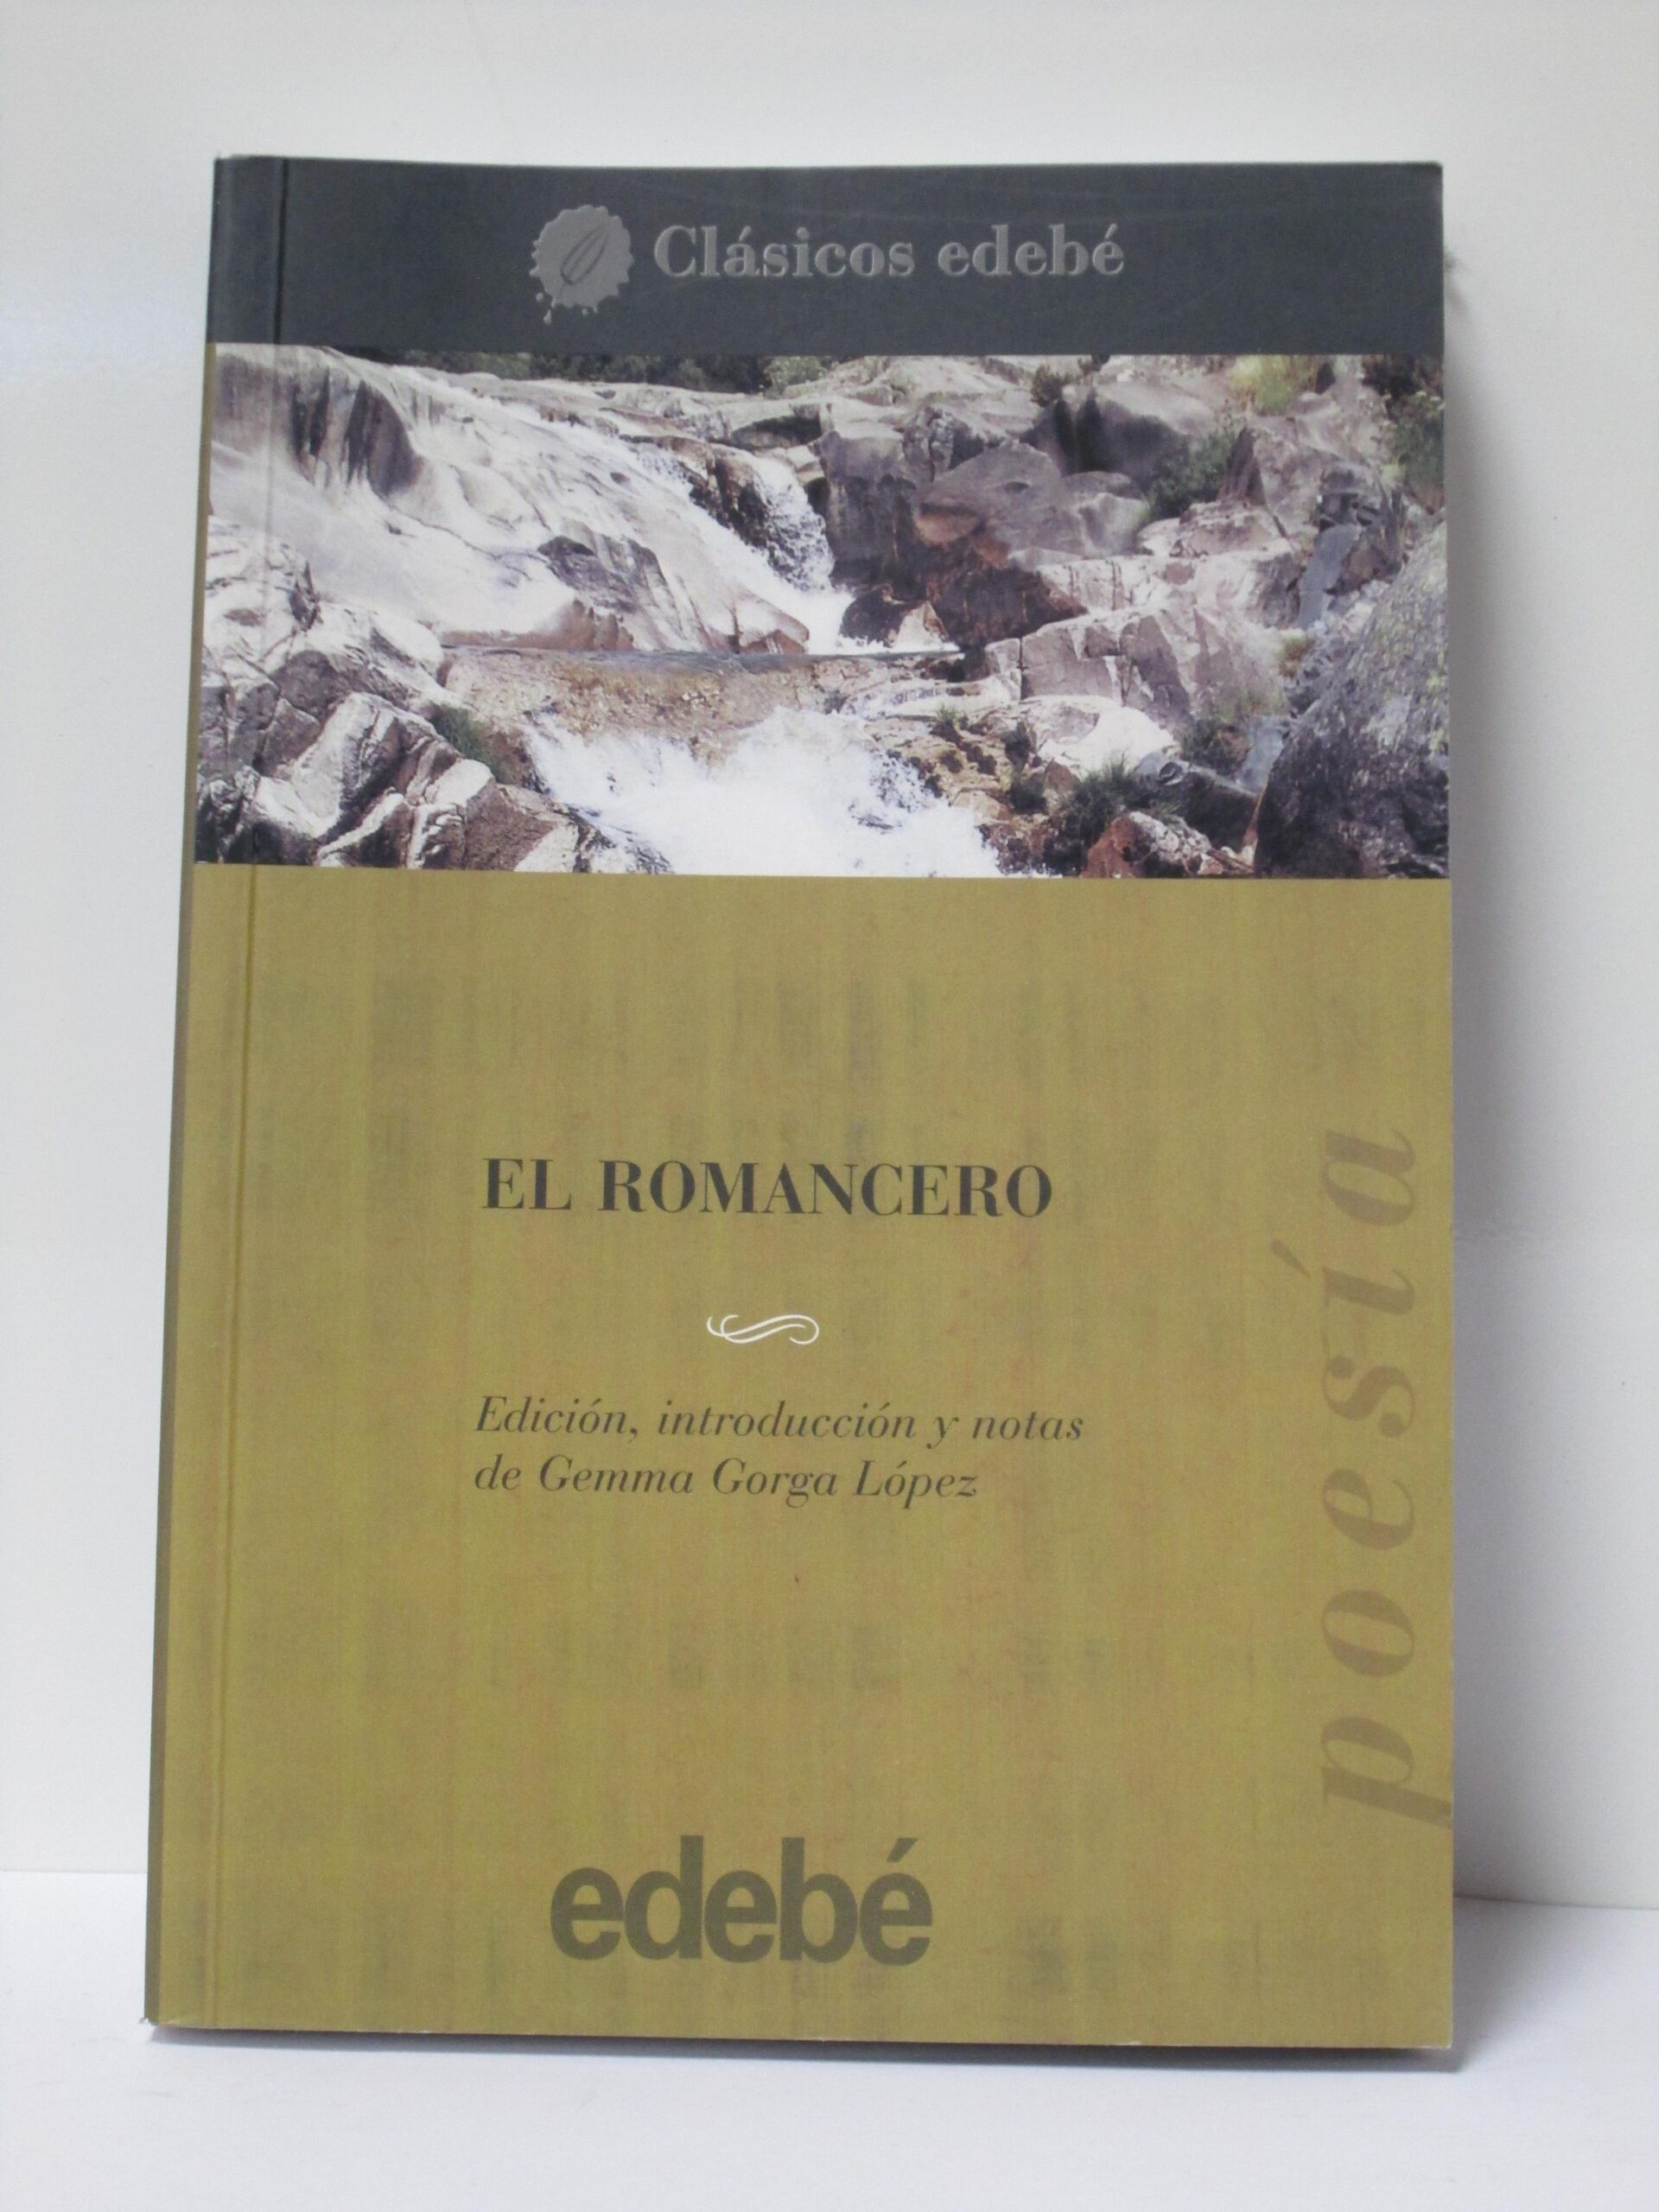 Clásicos edebé
EL ROMANCERO
Edición, introducción y notas
de Gemma Gorga López
poesía
edebé